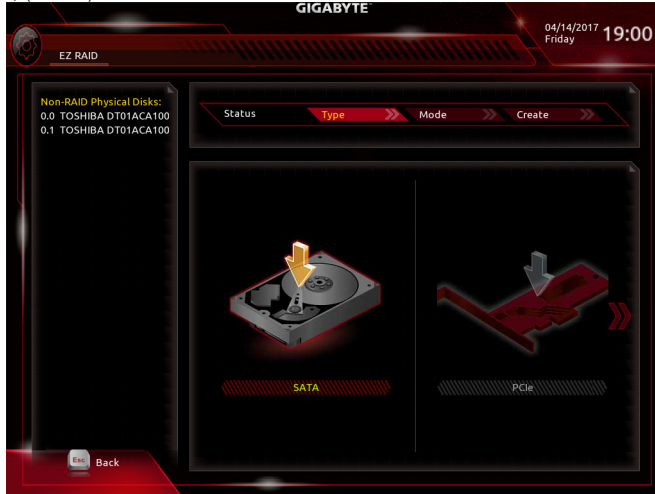 GIGABYTE
04/14/2017 19:00
Friday
EZ RAID
Non-RAID Physical Disks:
0.0 TOSHIBA DT01ACA100
0.1 TOSHIBA DT01ACA100
Status Type Mode Create
SATA PCIe
Esc Back